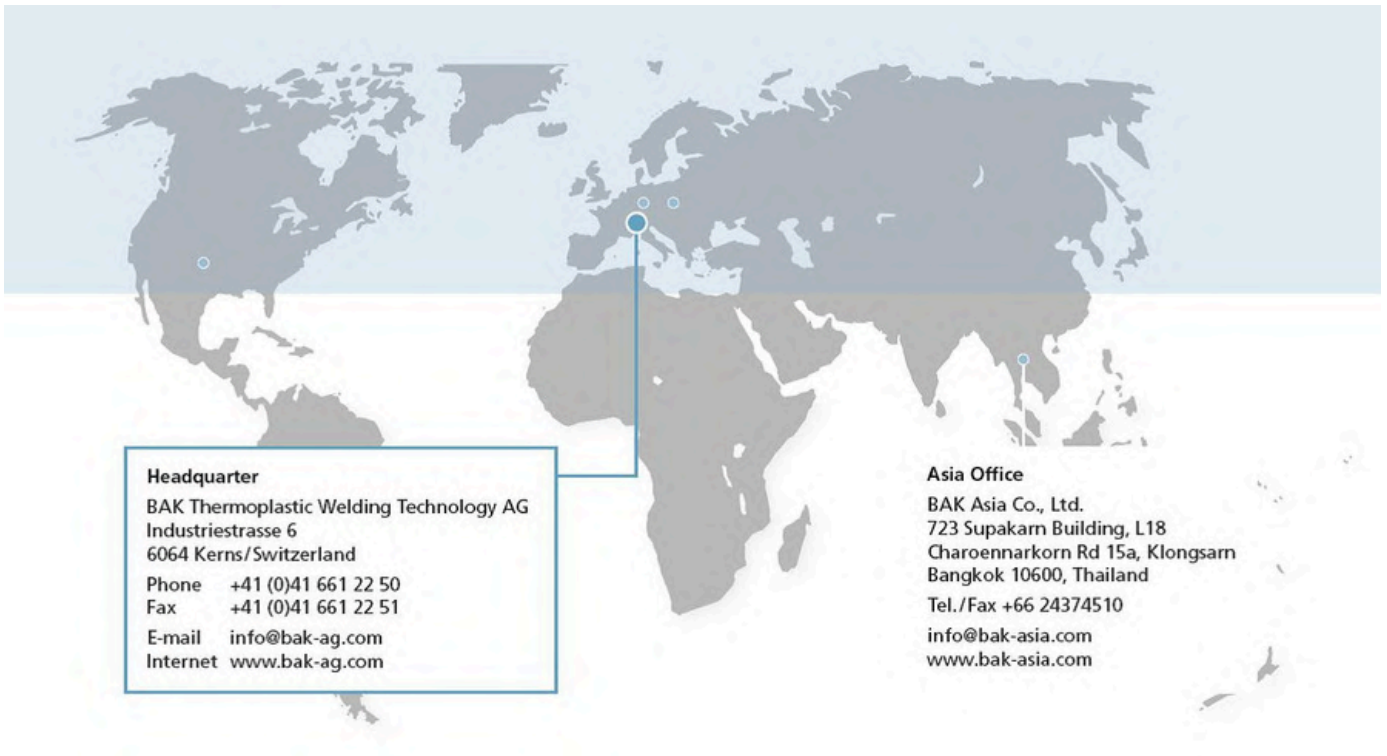 Headquarter
BAK Thermoplastic Welding Technology AG
Industriestrasse 6
6064 Kerns/Switzerland
Phone +41 (0)41 661 22 50
Fax +41 (0)41 661 22 51
E-mail info@bak-ag.com
Internet www.bak-ag.com
Asia Office
BAK Asia Co., Ltd.
723 Supakarn Building, L18
Charoennarkorn Rd 15a, Klongsarn
Bangkok 10600, Thailand
Tel./Fax +66 24374510
info@bak-asia.com
www.bak-asia.com